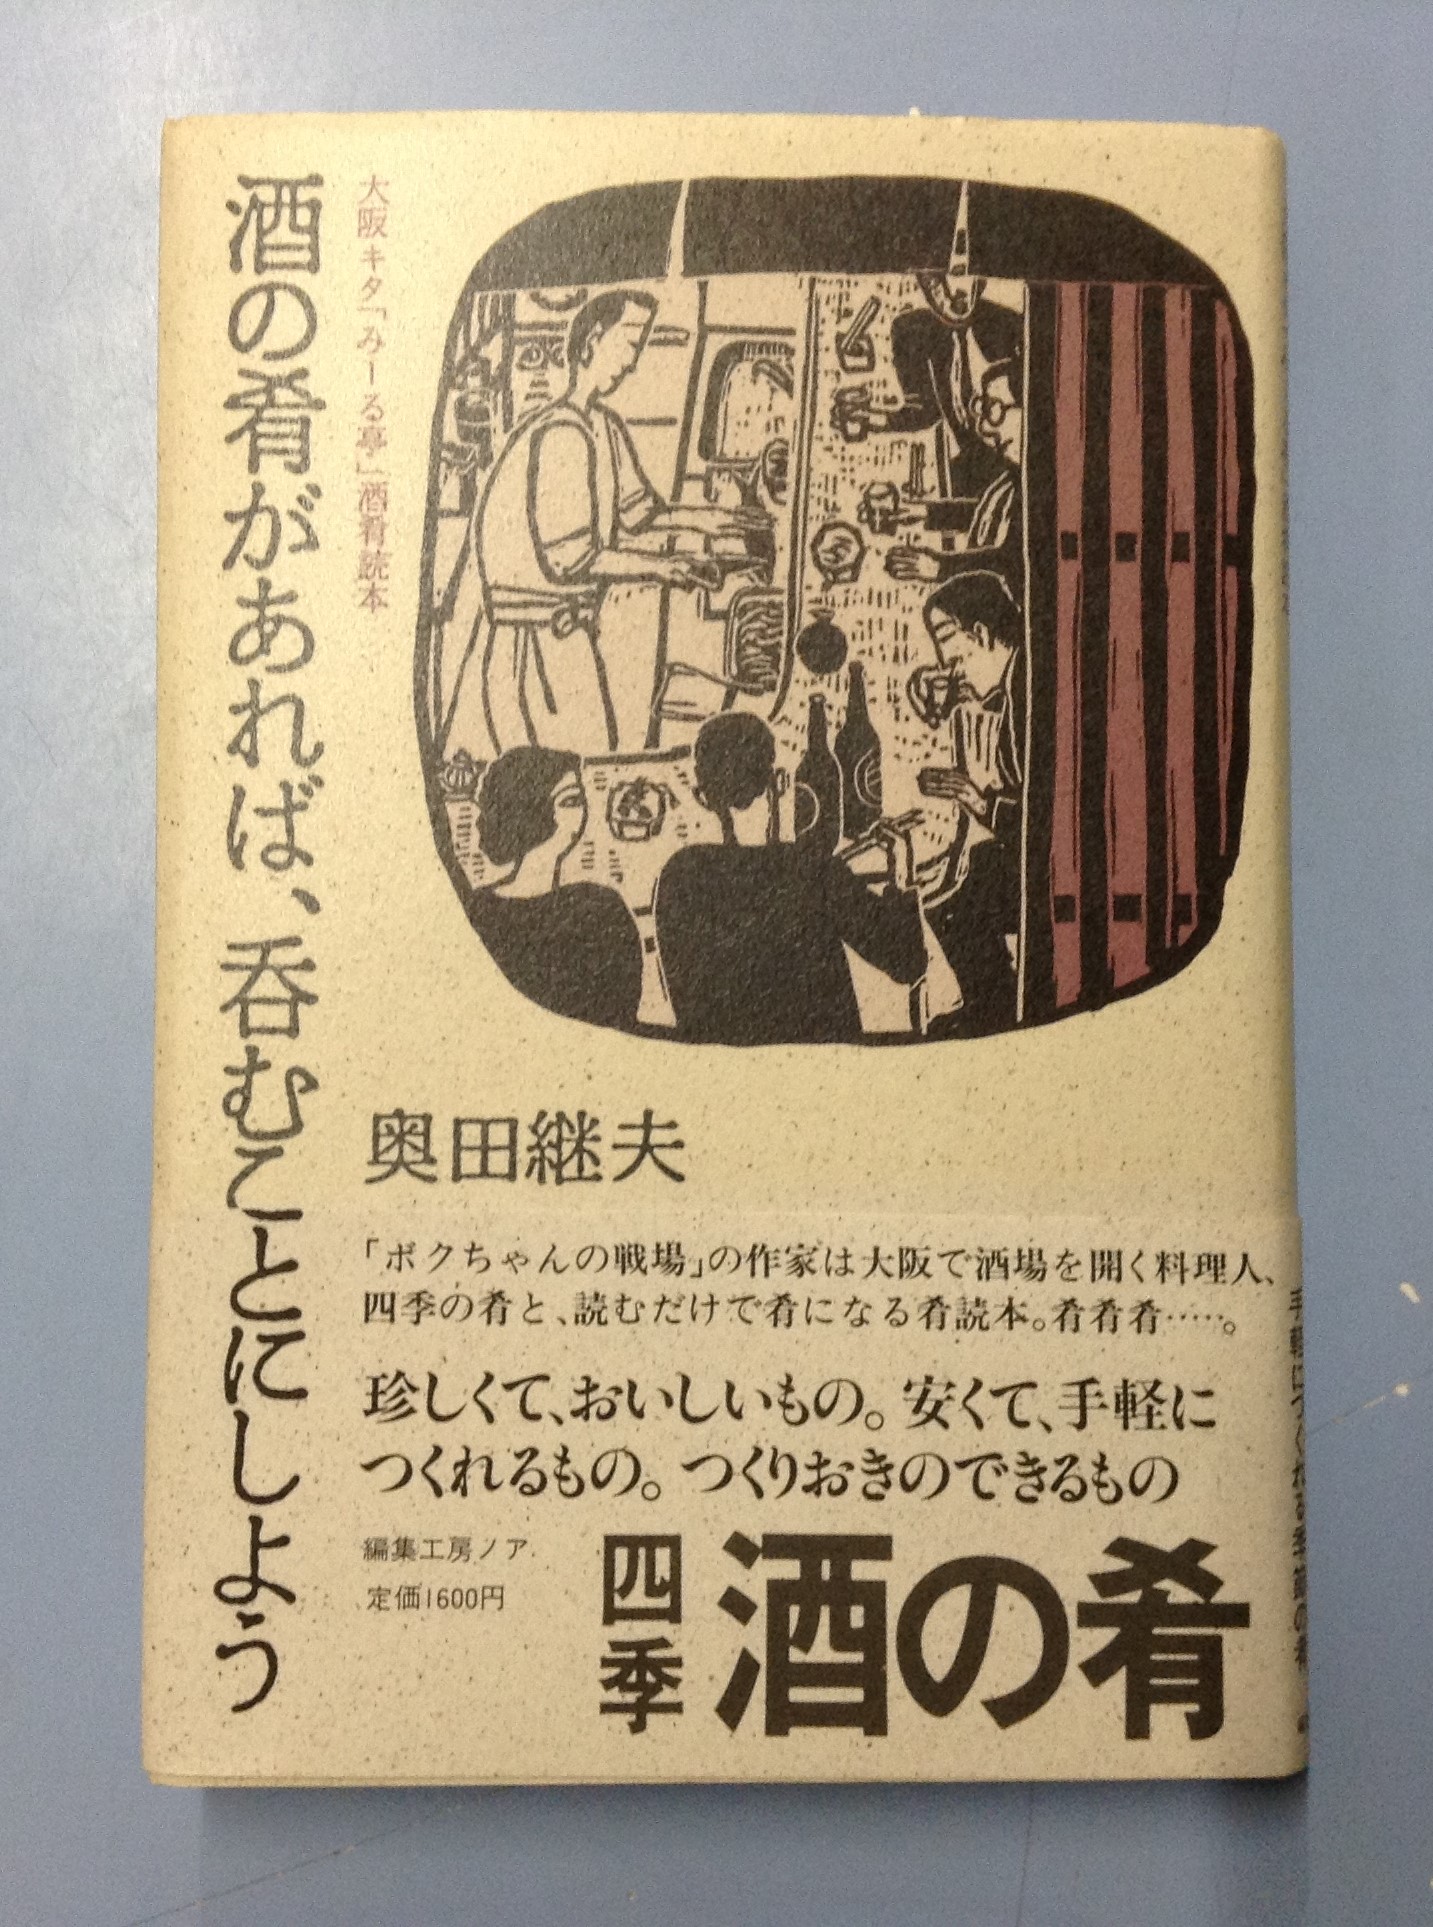 酒の肴があれば、呑むことにしよう
大阪キタ「みーる亭」酒肴読本
奥田継夫
「ボクちゃんの戦場」の作家は大阪で酒場を開く料理人、
四季の肴と、読むだけで肴になる肴読本。肴肴肴……。
珍しくて、おいしいもの。安くて、手軽に
つくれるもの。つくりおきのできるもの
編集工房ノア
定価1600円
四季
酒の肴